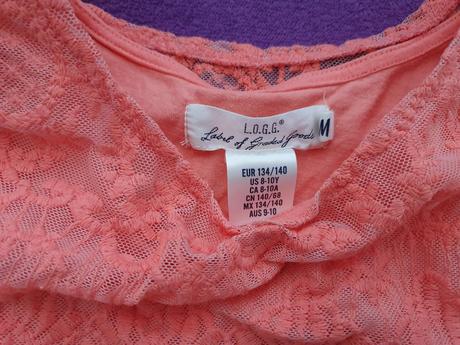 L.O.G.G.®
Label of Graded Goods
M
EUR 134/140
US 8-10Y
CA 8-10A
CN 140/68
MX 134/140
AUS 9-10